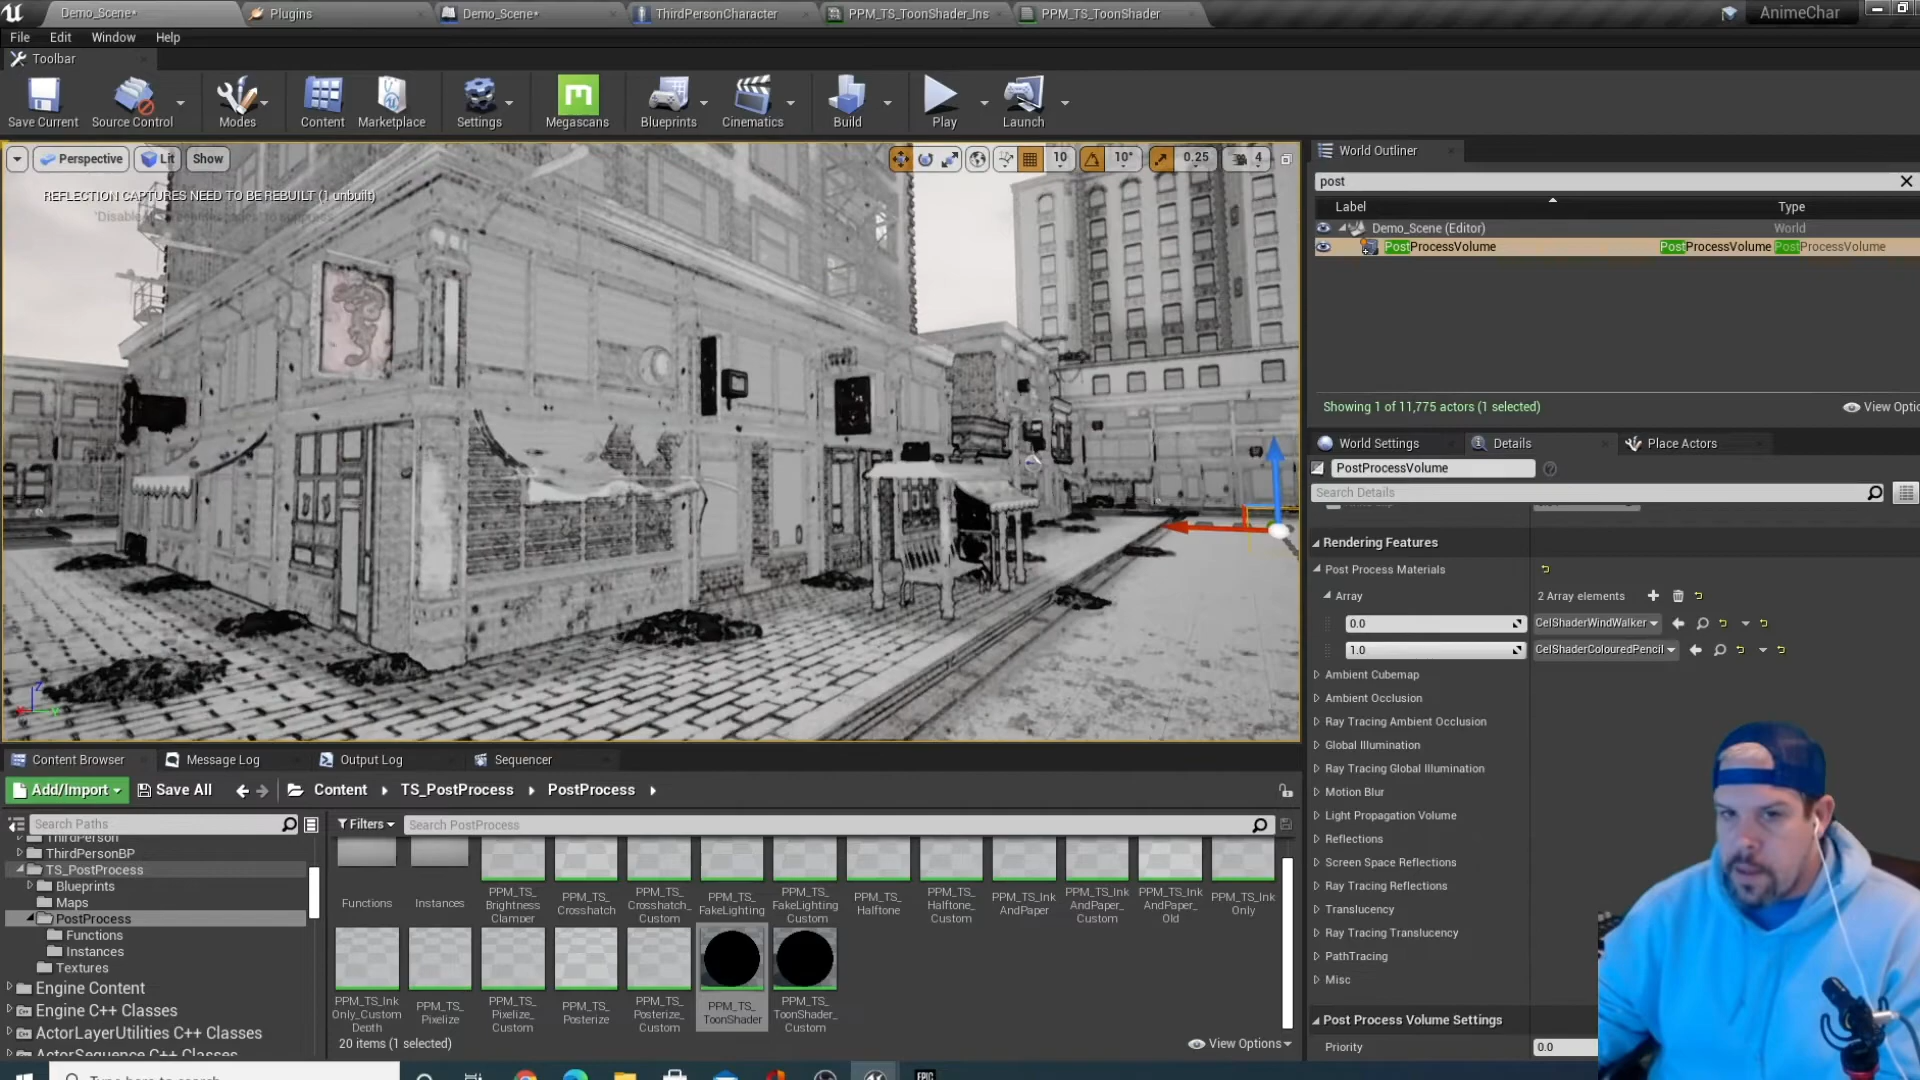 Demo_Scene*
Plugins
Demo_Scene*
ThirdPersonCharacter
PPM_TS_ToonShader_Ins
PPM_TS_ToonShader
AnimeChar
File
Edit
Window
Help
Toolbar
Save Current
Source Control
Modes
Content
Marketplace
Settings
Megascans
Blueprints
Cinematics
Build
Play
Launch
Perspective
Lit
Show
10
10°
0.25
4
REFLECTION CAPTURES NEED TO BE REBUILT (1 unbuilt)
World Outliner
post
Label
Type
Demo_Scene (Editor)
World
PostProcessVolume
PostProcessVolume
PostProcessVolume
Showing 1 of 11,775 actors (1 selected)
View Optio
World Settings
Details
Place Actors
PostProcessVolume
Search Details
Rendering Features
Post Process Materials
Array
2 Array elements
0.0
CelShaderWindWalker
1.0
CelShaderColouredPencil
Ambient Cubemap
Ambient Occlusion
Ray Tracing Ambient Occlusion
Global Illumination
Ray Tracing Global Illumination
Motion Blur
Light Propagation Volume
Reflections
Screen Space Reflections
Ray Tracing Reflections
Translucency
Ray Tracing Translucency
PathTracing
Misc
Post Process Volume Settings
Priority
0.0
Content Browser
Message Log
Output Log
Sequencer
Add/Import
Save All
Content
TS_PostProcess
PostProcess
Search Paths
Filters
Search PostProcess
ThirdPerson
ThirdPersonBP
TS_PostProcess
Blueprints
Maps
PostProcess
Functions
Instances
Textures
Engine Content
Engine C++ Classes
ActorLayerUtilities C++ Classes
ActorSequence C++ Classes
Functions
Instances
PPM_TS_
Brightness
Clamper
PPM_TS_
Crosshatch
PPM_TS_
Crosshatch_
Custom
PPM_TS_
FakeLighting
PPM_TS_
FakeLighting
Custom
PPM_TS_
Halftone
PPM_TS_
Halftone_
Custom
PPM_TS_Ink
AndPaper
PPM_TS_Ink
AndPaper_
Custom
PPM_TS_Ink
AndPaper_
Old
PPM_TS_Ink
Only
PPM_TS_Ink
Only_Custom
Depth
PPM_TS_
Pixelize
PPM_TS_
Pixelize_
Custom
PPM_TS_
Posterize
PPM_TS_
Posterize_
Custom
PPM_TS_
ToonShader
PPM_TS_
ToonShader_
Custom
20 items (1 selected)
View Options
Type here to search
EPIC